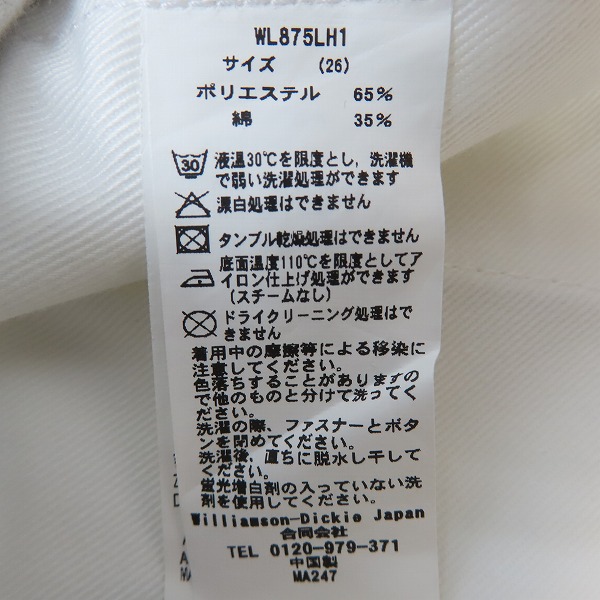 WL875LH1
サイズ (26)
ポリエステル 65%
綿 35%
30
液温30℃を限度とし,洗濯機
で弱い洗濯処理ができます
漂白処理はできません
タンブル乾燥処理はできません
底面温度110℃を限度としてア
イロン仕上げ処理ができます
(スチームなし)
ドライクリーニング処理はで
きません
着用中の摩擦等による移染に
注意してください。
色落ちすることがありますの
で他のものと分けて洗ってく
ださい。
洗濯の際、ファスナーとボタ
ンを閉めてください。
洗濯後、直ちに脱水し干して
ください。
蛍光増白剤の入っていない洗
剤を使用してください。
Williamson-Dickie Japan
合同会社
TEL 0120-979-371
中国製
MA247